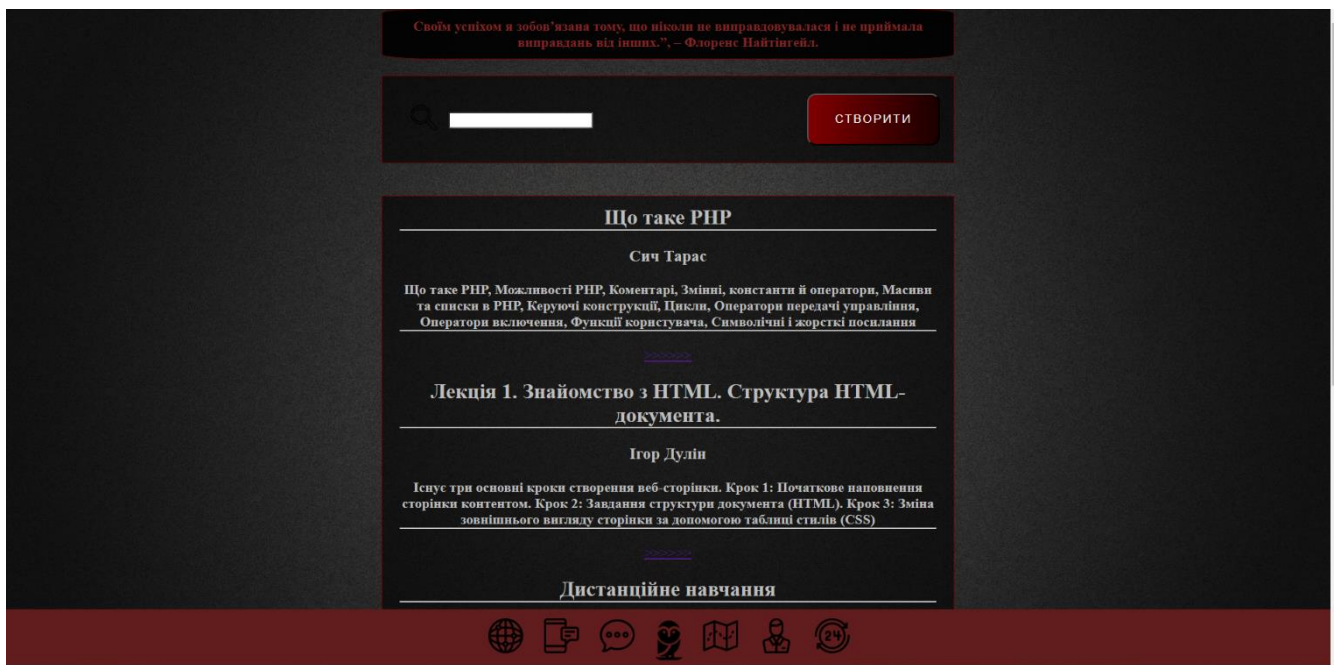 Своїм успіхом я зобов’язана тому, що ніколи не виправдовувалася і не приймала
виправдань від інших.”, – Флоренс Найтінгейл.
СТВОРИТИ
Що таке PHP
Сич Тарас
Що таке PHP, Можливості PHP, Коментарі, Змінні, константи й оператори, Масиви
та списки в PHP, Керуючі конструкції, Цикли, Оператори передачі управління,
Оператори включення, Функції користувача, Символічні і жорсткі посилання
>>>>>>
Лекція 1. Знайомство з HTML. Структура HTML-
документа.
Ігор Дулін
Існує три основні кроки створення веб-сторінки. Крок 1: Початкове наповнення
сторінки контентом. Крок 2: Завдання структури документа (HTML). Крок 3: Зміна
зовнішнього вигляду сторінки за допомогою таблиці стилів (CSS)
>>>>>>
Дистанційне навчання
24